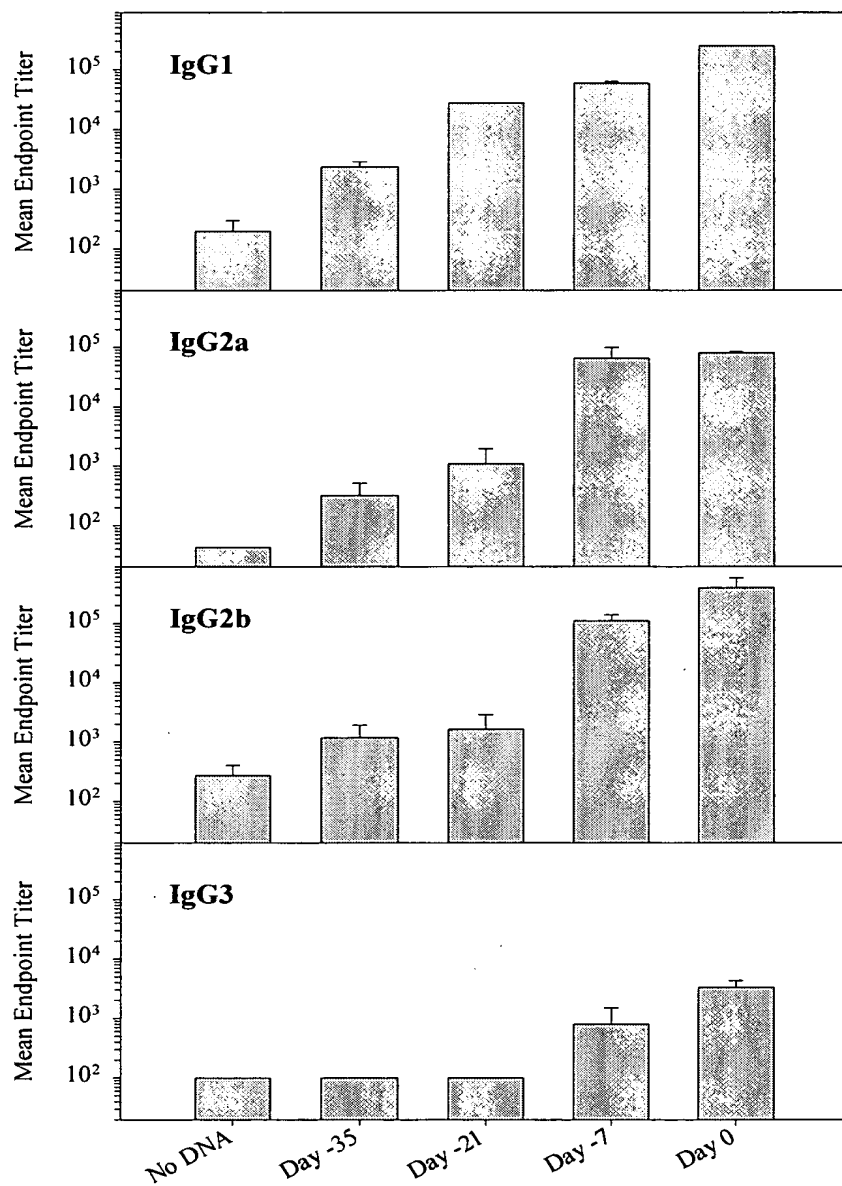 IgG1
Mean Endpoint Titer
10⁵
10⁴
10³
10²
IgG2a
Mean Endpoint Titer
10⁵
10⁴
10³
10²
IgG2b
Mean Endpoint Titer
10⁵
10⁴
10³
10²
IgG3
Mean Endpoint Titer
10⁵
10⁴
10³
10²
No DNA
Day -35
Day -21
Day -7
Day 0